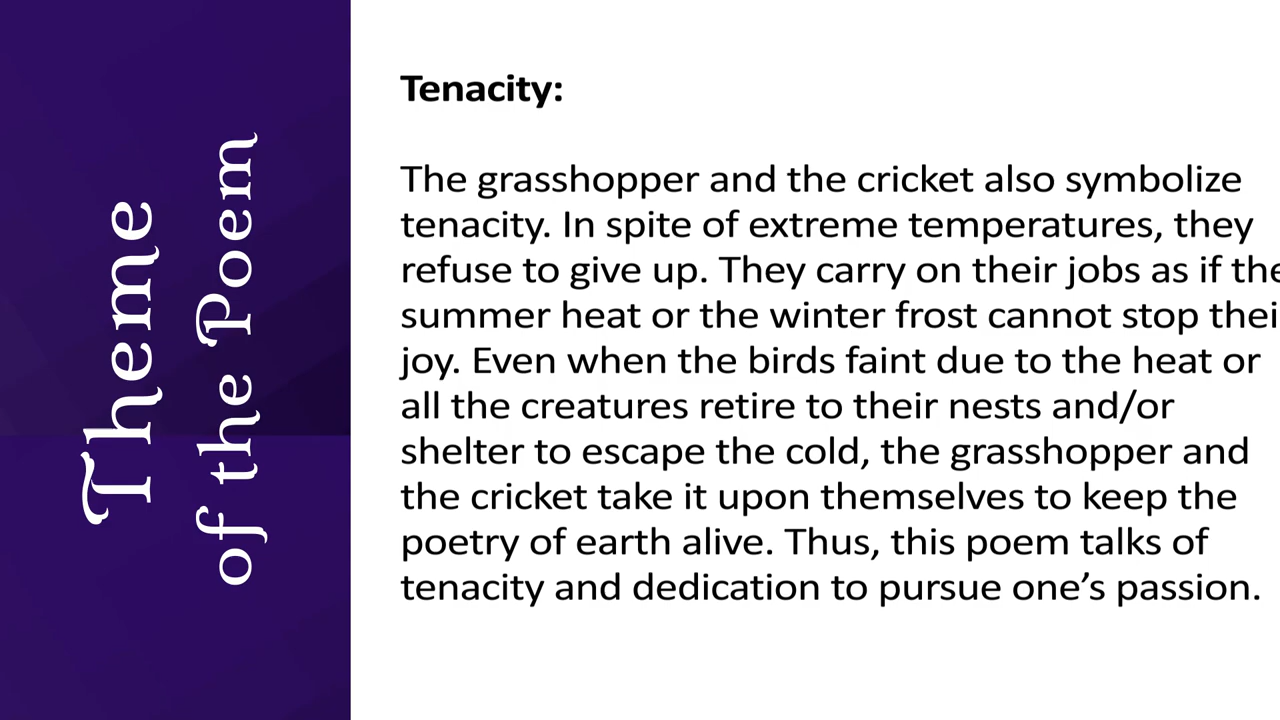 Theme
of the Poem
Tenacity:
The grasshopper and the cricket also symbolize
tenacity. In spite of extreme temperatures, they
refuse to give up. They carry on their jobs as if the
summer heat or the winter frost cannot stop thei
joy. Even when the birds faint due to the heat or
all the creatures retire to their nests and/or
shelter to escape the cold, the grasshopper and
the cricket take it upon themselves to keep the
poetry of earth alive. Thus, this poem talks of
tenacity and dedication to pursue one’s passion.